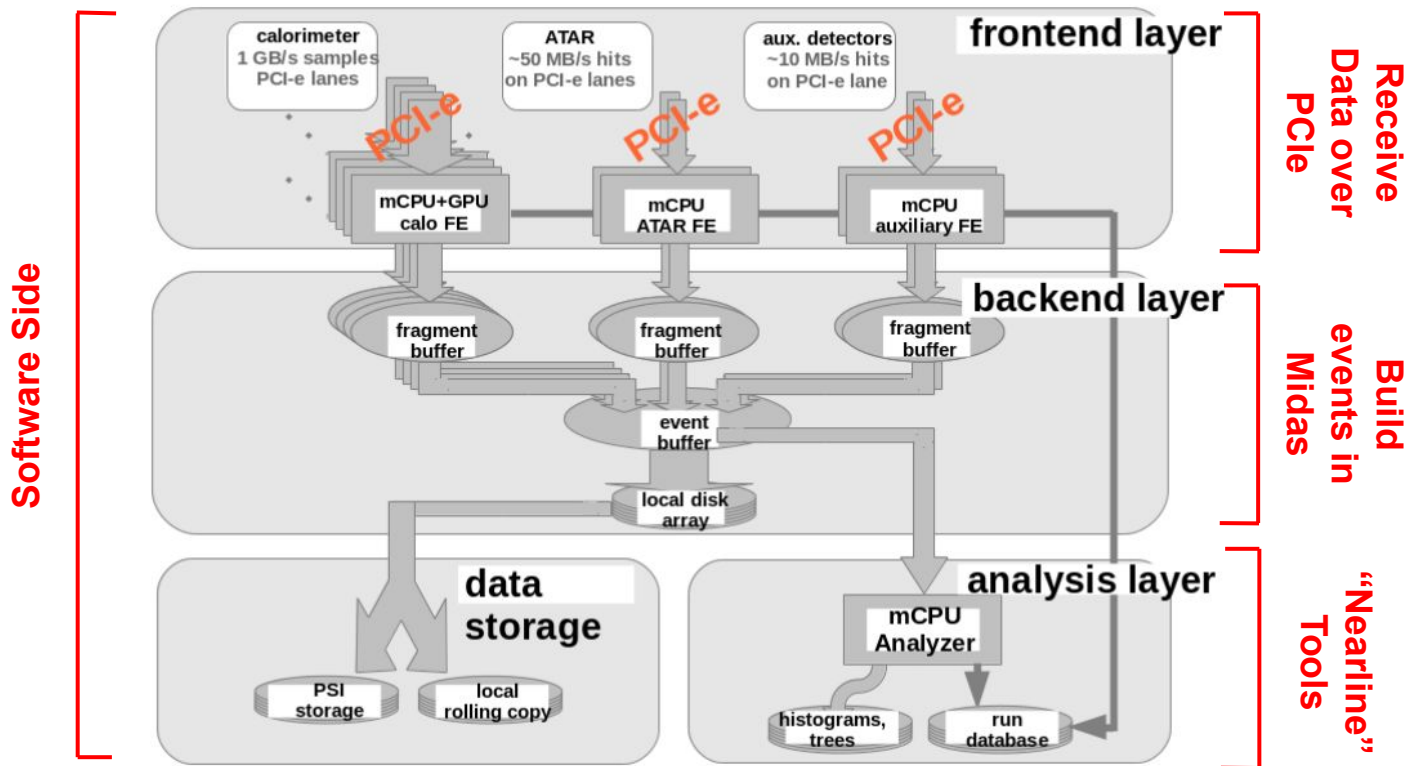 frontend layer
calorimeter
1 GB/s samples
PCI-e lanes
ATAR
~50 MB/s hits
on PCI-e lanes
aux. detectors
~10 MB/s hits
on PCI-e lane
PCI-e
PCI-e
PCI-e
mCPU+GPU
calo FE
mCPU
ATAR FE
mCPU
auxiliary FE
Receive
Data over
PCIe
Software Side
backend layer
fragment
buffer
fragment
buffer
fragment
buffer
event
buffer
local disk
array
Build
events in
Midas
data
storage
PSI
storage
local
rolling copy
analysis layer
mCPU
Analyzer
histograms,
trees
run
database
“Nearline”
Tools